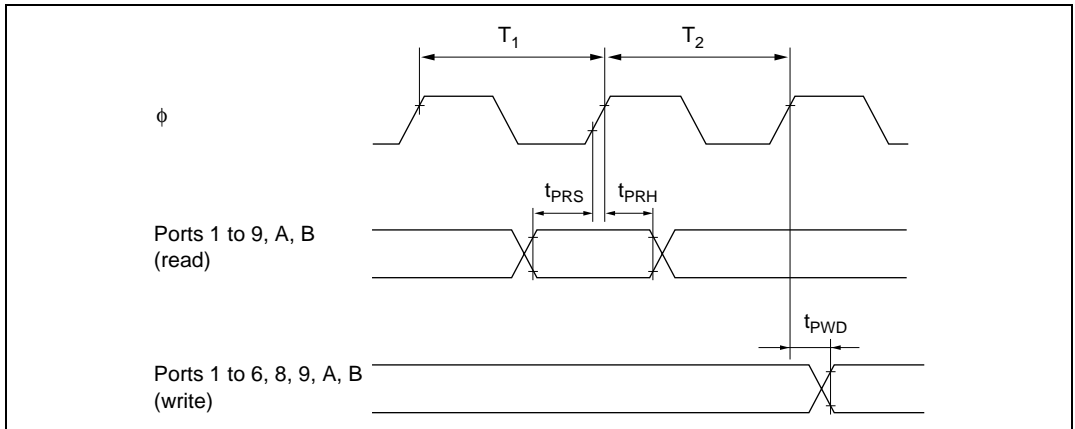 T₁ T₂
ϕ
tPRS tPRH
Ports 1 to 9, A, B
(read)
tPWD
Ports 1 to 6, 8, 9, A, B
(write)